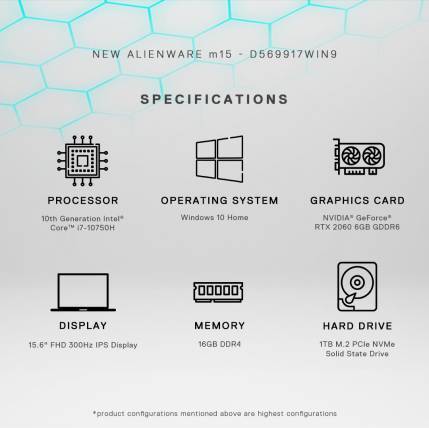 NEW ALIENWARE m15 - D569917WIN9
SPECIFICATIONS
PROCESSOR
10th Generation Intel®
Core™ i7-10750H
OPERATING SYSTEM
Windows 10 Home
GRAPHICS CARD
NVIDIA® GeForce®
RTX 2060 6GB GDDR6
DISPLAY
15.6" FHD 300Hz IPS Display
MEMORY
16GB DDR4
HARD DRIVE
1TB M.2 PCIe NVMe
Solid State Drive
*product configurations mentioned above are highest configurations